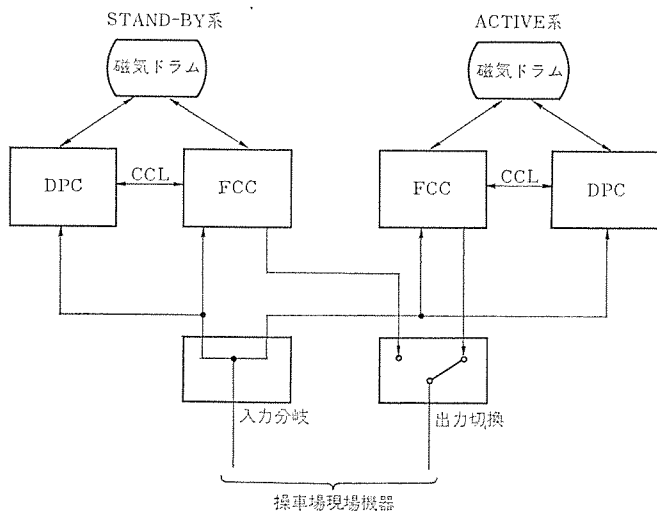 STAND-BY系
ACTIVE系
磁気ドラム
磁気ドラム
DPC
CCL
FCC
FCC
CCL
DPC
入力分岐
出力切換
操車場現場機器